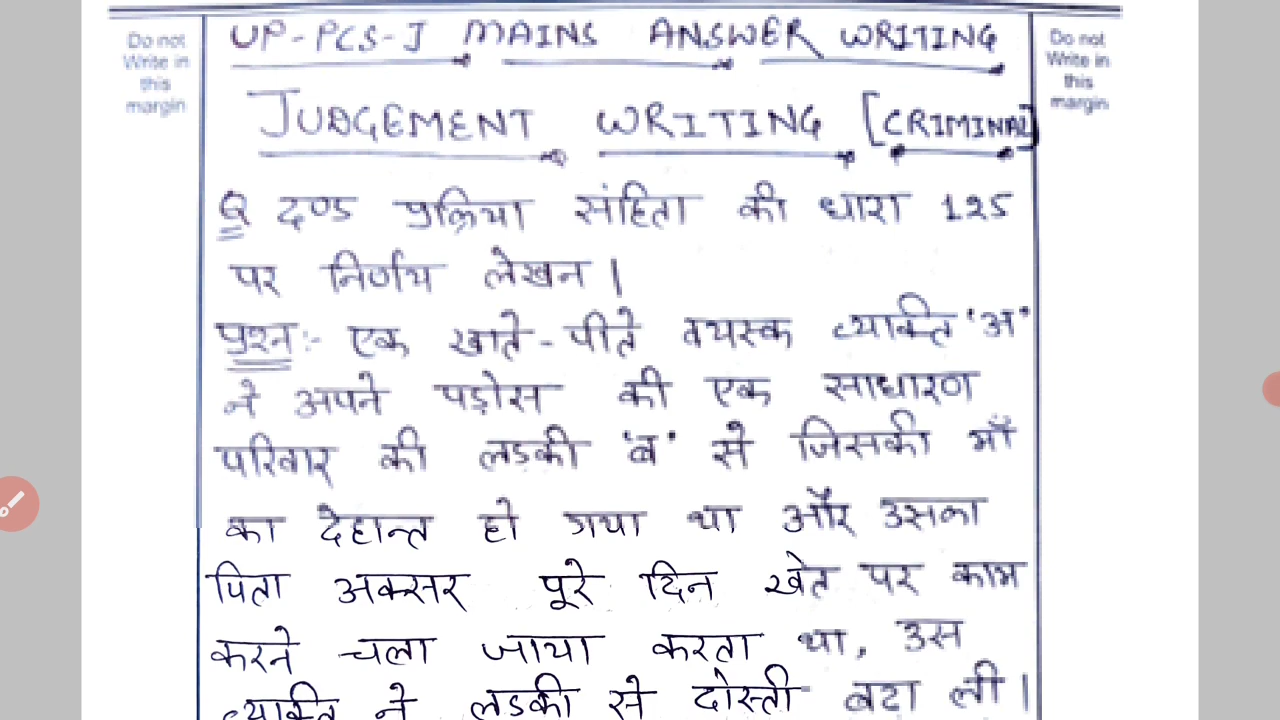 Do not
Write in
this
margin
UP-PCS-J MAINS ANSWER WRITING
Do not
Write in
this
margin
JUDGEMENT WRITING [CRIMINAL]
Q दण्ड प्रक्रिया संहिता की धारा 125
पर निर्णय लेखन।
प्रश्न:- एक खाते-पीते वयस्क व्यक्ति 'अ'
ने अपने पड़ोस की एक साधारण
परिवार की लडकी 'ब' से जिसकी माँ
का देहान्त हो गया था और उसका
पिता अक्सर पूरे दिन खेत पर काम
करने चला जाया करता था, उस
व्यक्ति ने लडकी से दोस्ती बढा ली।